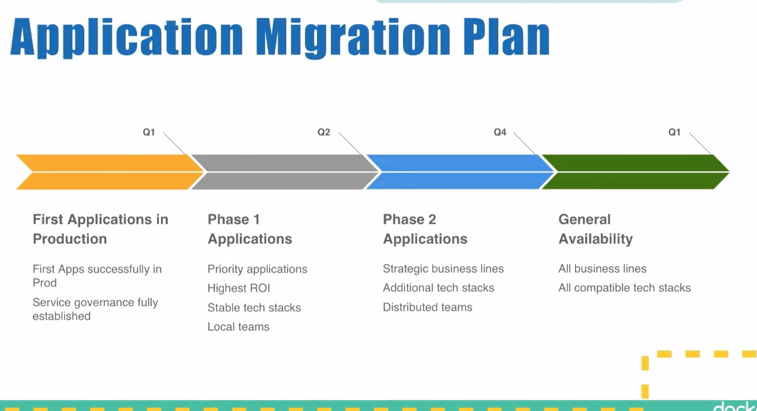 Application Migration Plan
Q1
Q2
Q4
Q1
First Applications in
Production
First Apps successfully in
Prod
Service governance fully
established
Phase 1
Applications
Priority applications
Highest ROI
Stable tech stacks
Local teams
Phase 2
Applications
Strategic business lines
Additional tech stacks
Distributed teams
General
Availability
All business lines
All compatible tech stacks